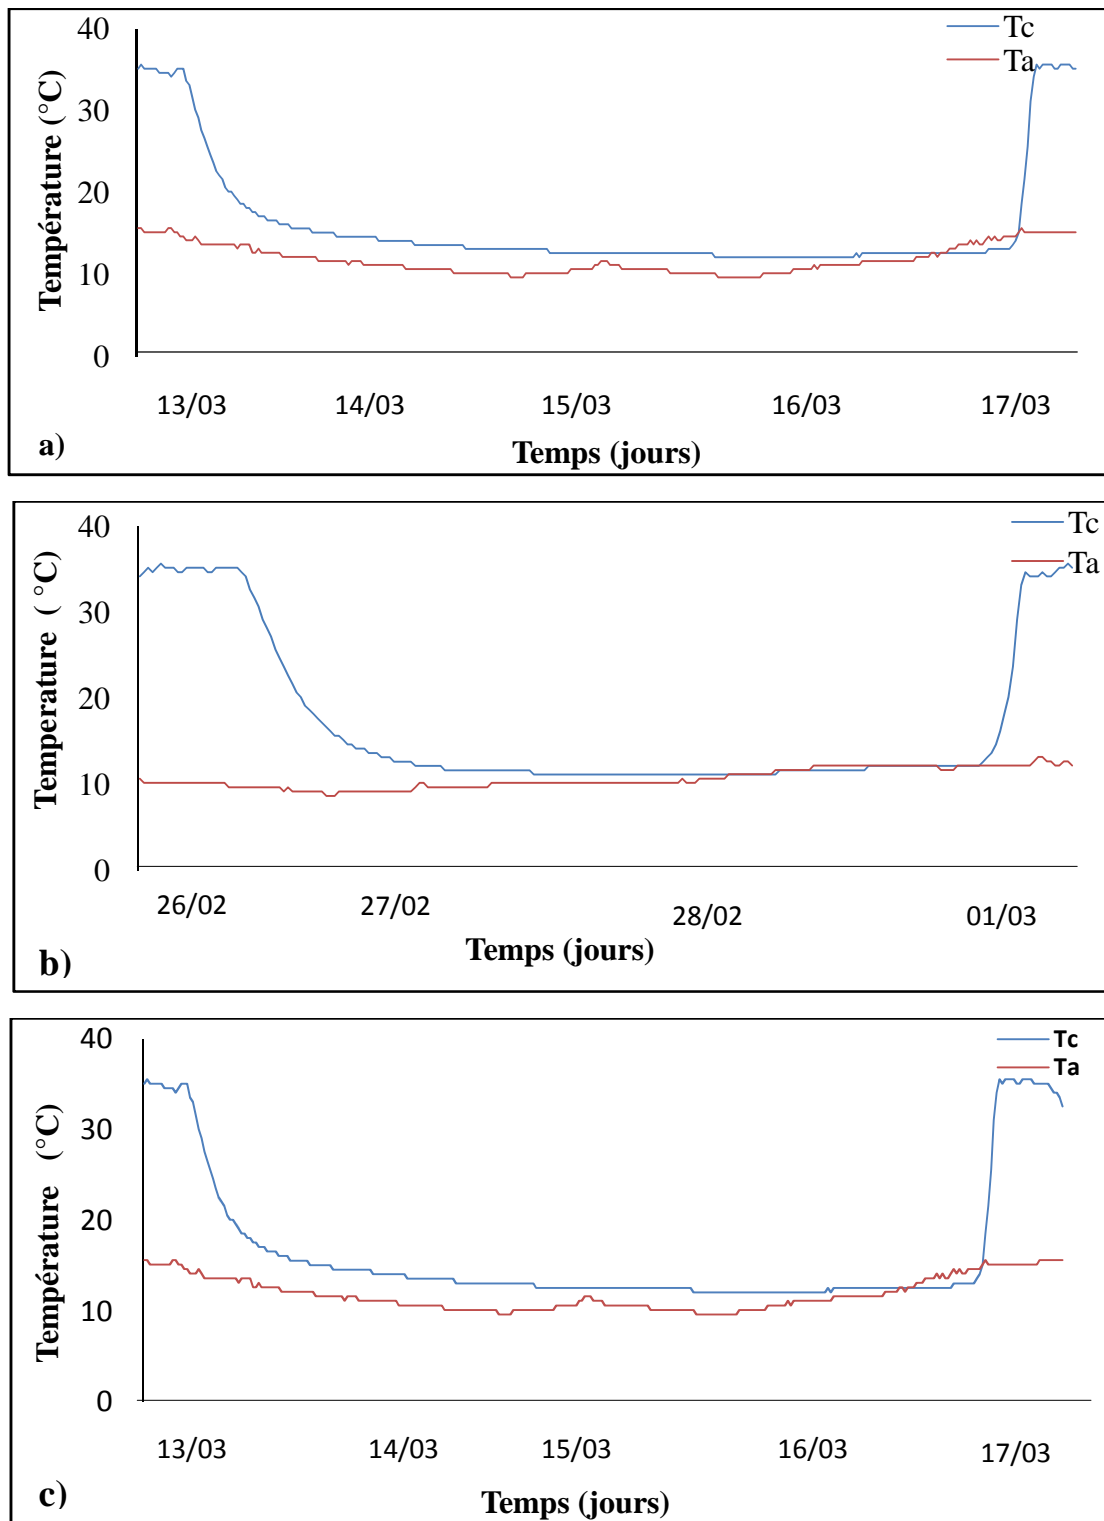 Tc
Ta
Température (°C)
40
30
20
10
0
13/03 14/03 15/03 16/03 17/03
a)
Temps (jours)
Tc
Ta
Temperature ( °C)
40
30
20
10
0
26/02 27/02 28/02 01/03
b)
Temps (jours)
Tc
Ta
Température (°C)
40
30
20
10
0
13/03 14/03 15/03 16/03 17/03
c)
Temps (jours)